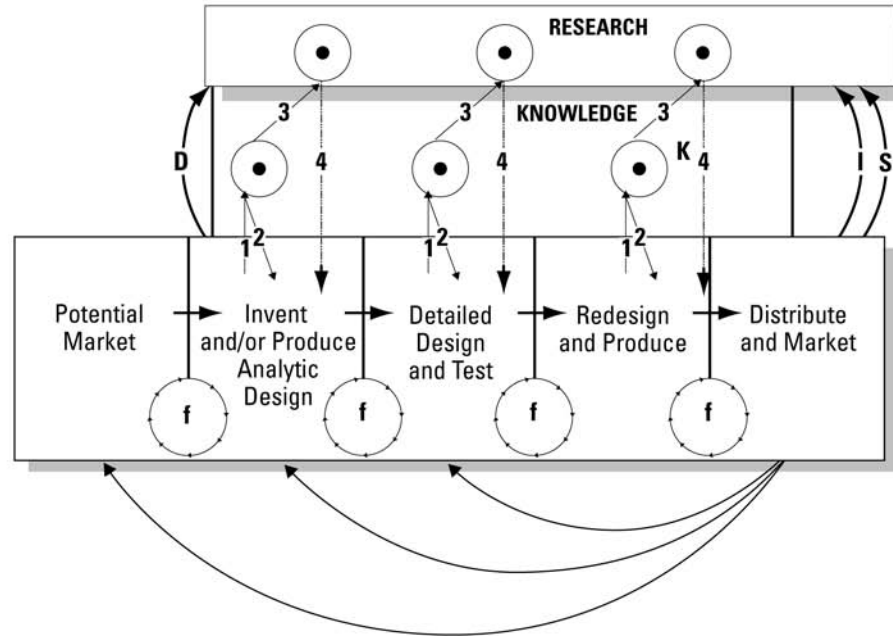 RESEARCH
3
KNOWLEDGE
3
D
4
4
K
4
I
S
1
2
1
2
1
2
Potential
Market
Invent
and/or Produce
Analytic
Design
Detailed
Design
and Test
Redesign
and Produce
Distribute
and Market
f
f
f
f